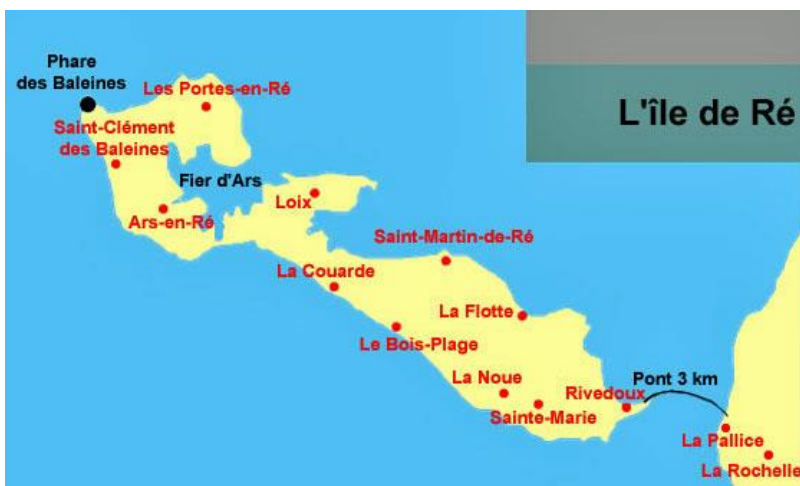 Phare
des Baleines
Les Portes-en-Ré
L'île de Ré
Saint-Clément
des Baleines
Fier d'Ars
Loix
Ars-en-Ré
Saint-Martin-de-Ré
La Couarde
La Flotte
Le Bois-Plage
La Noue
Pont 3 km
Rivedoux
Sainte-Marie
La Pallice
La Rochelle